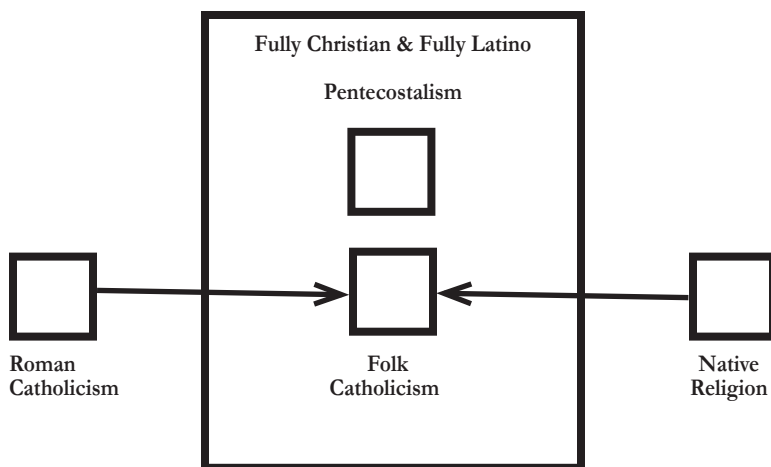 Fully Christian & Fully Latino
Pentecostalism
Roman
Catholicism
Folk
Catholicism
Native
Religion